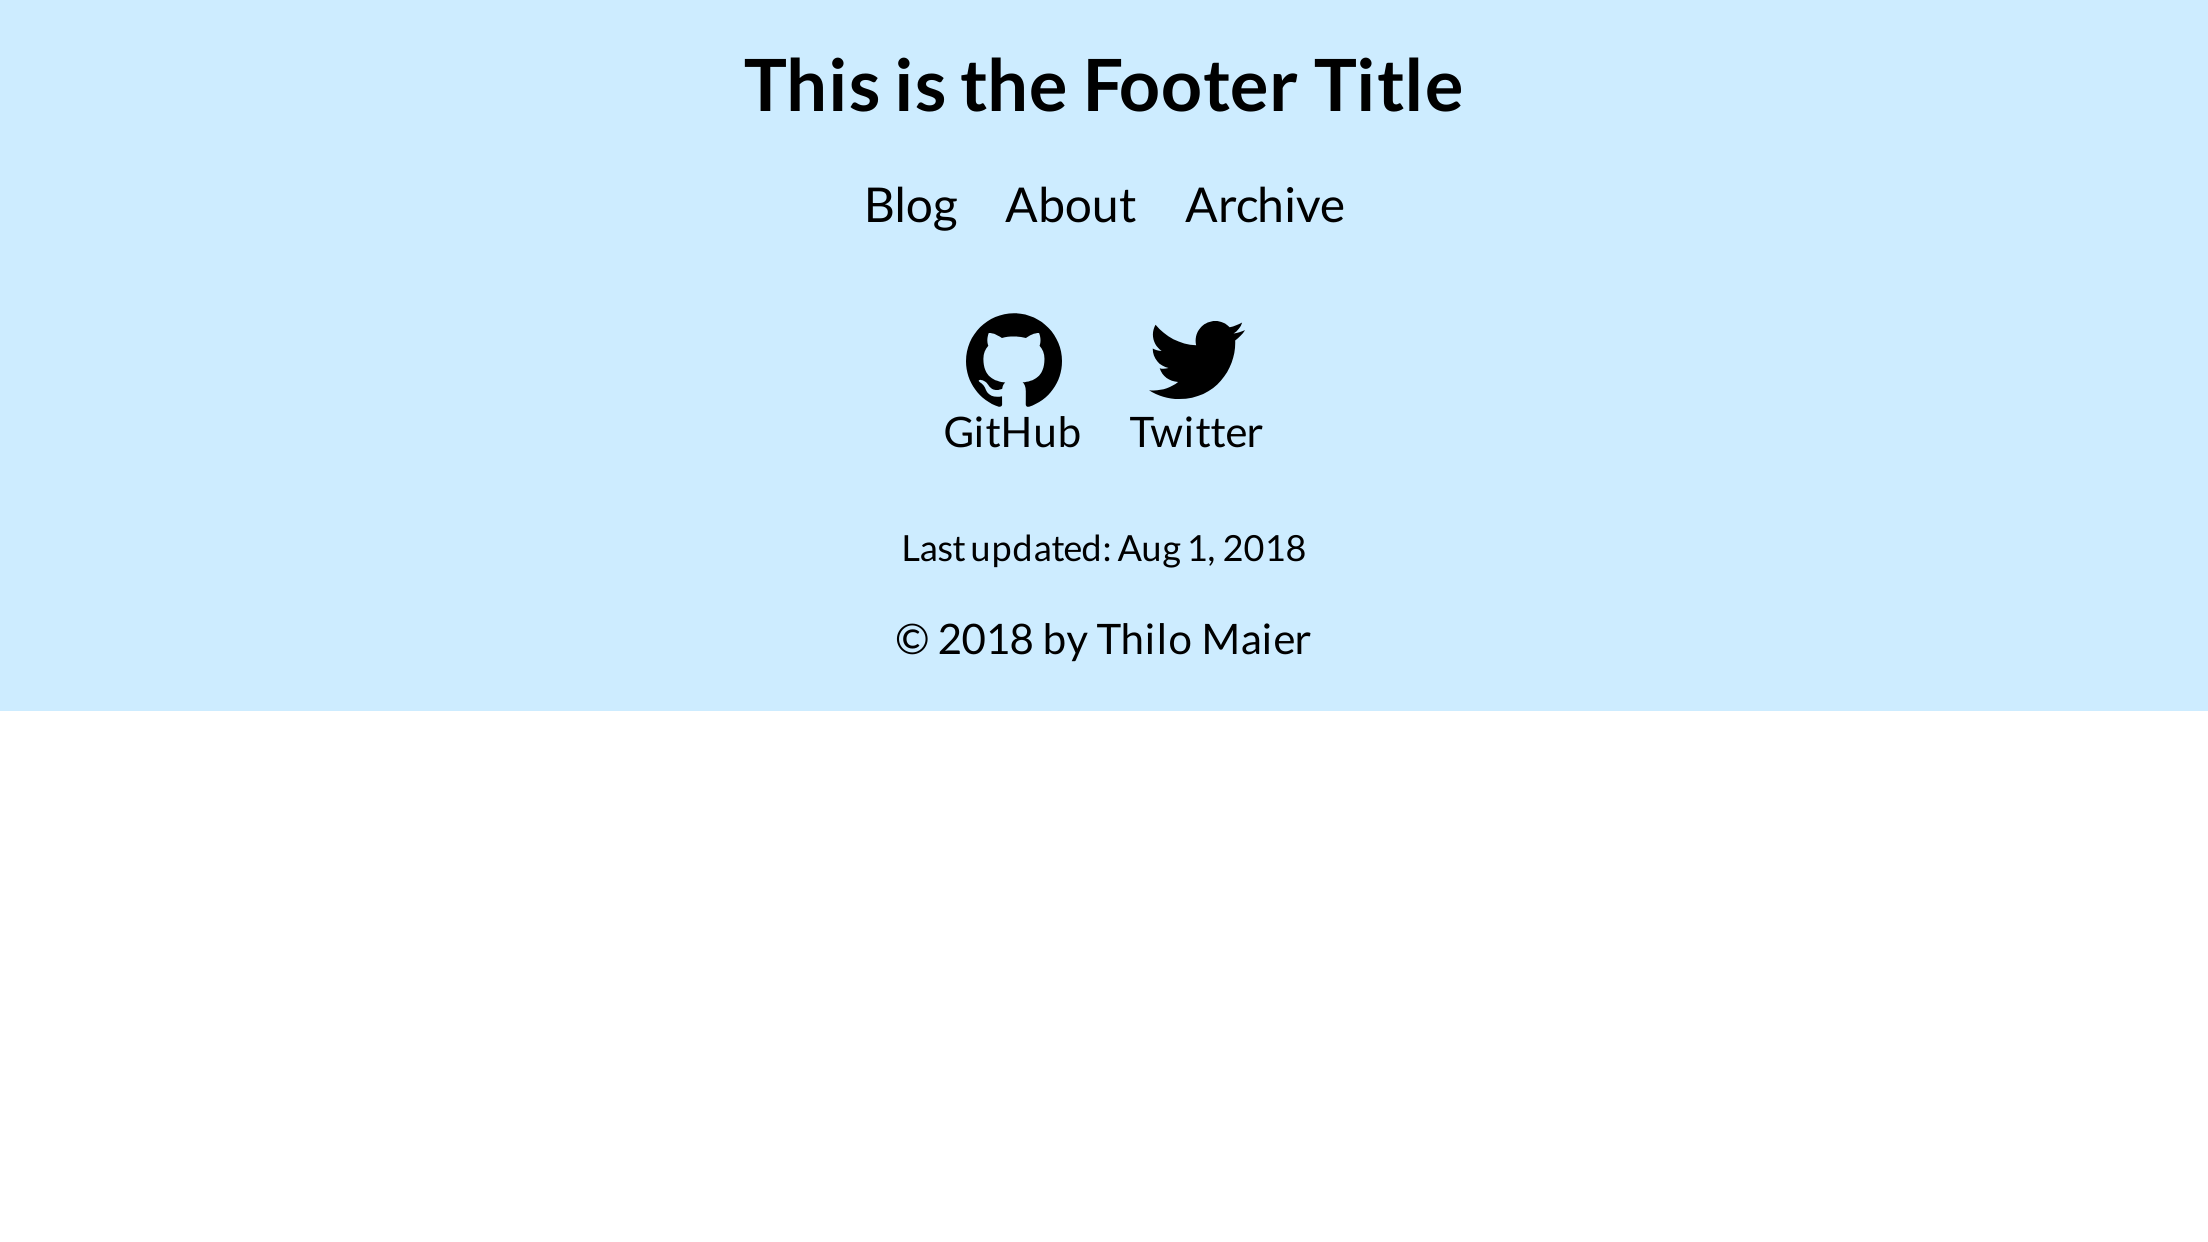 This is the Footer Title
Blog About Archive
GitHub Twitter
Last updated: Aug 1, 2018
© 2018 by Thilo Maier